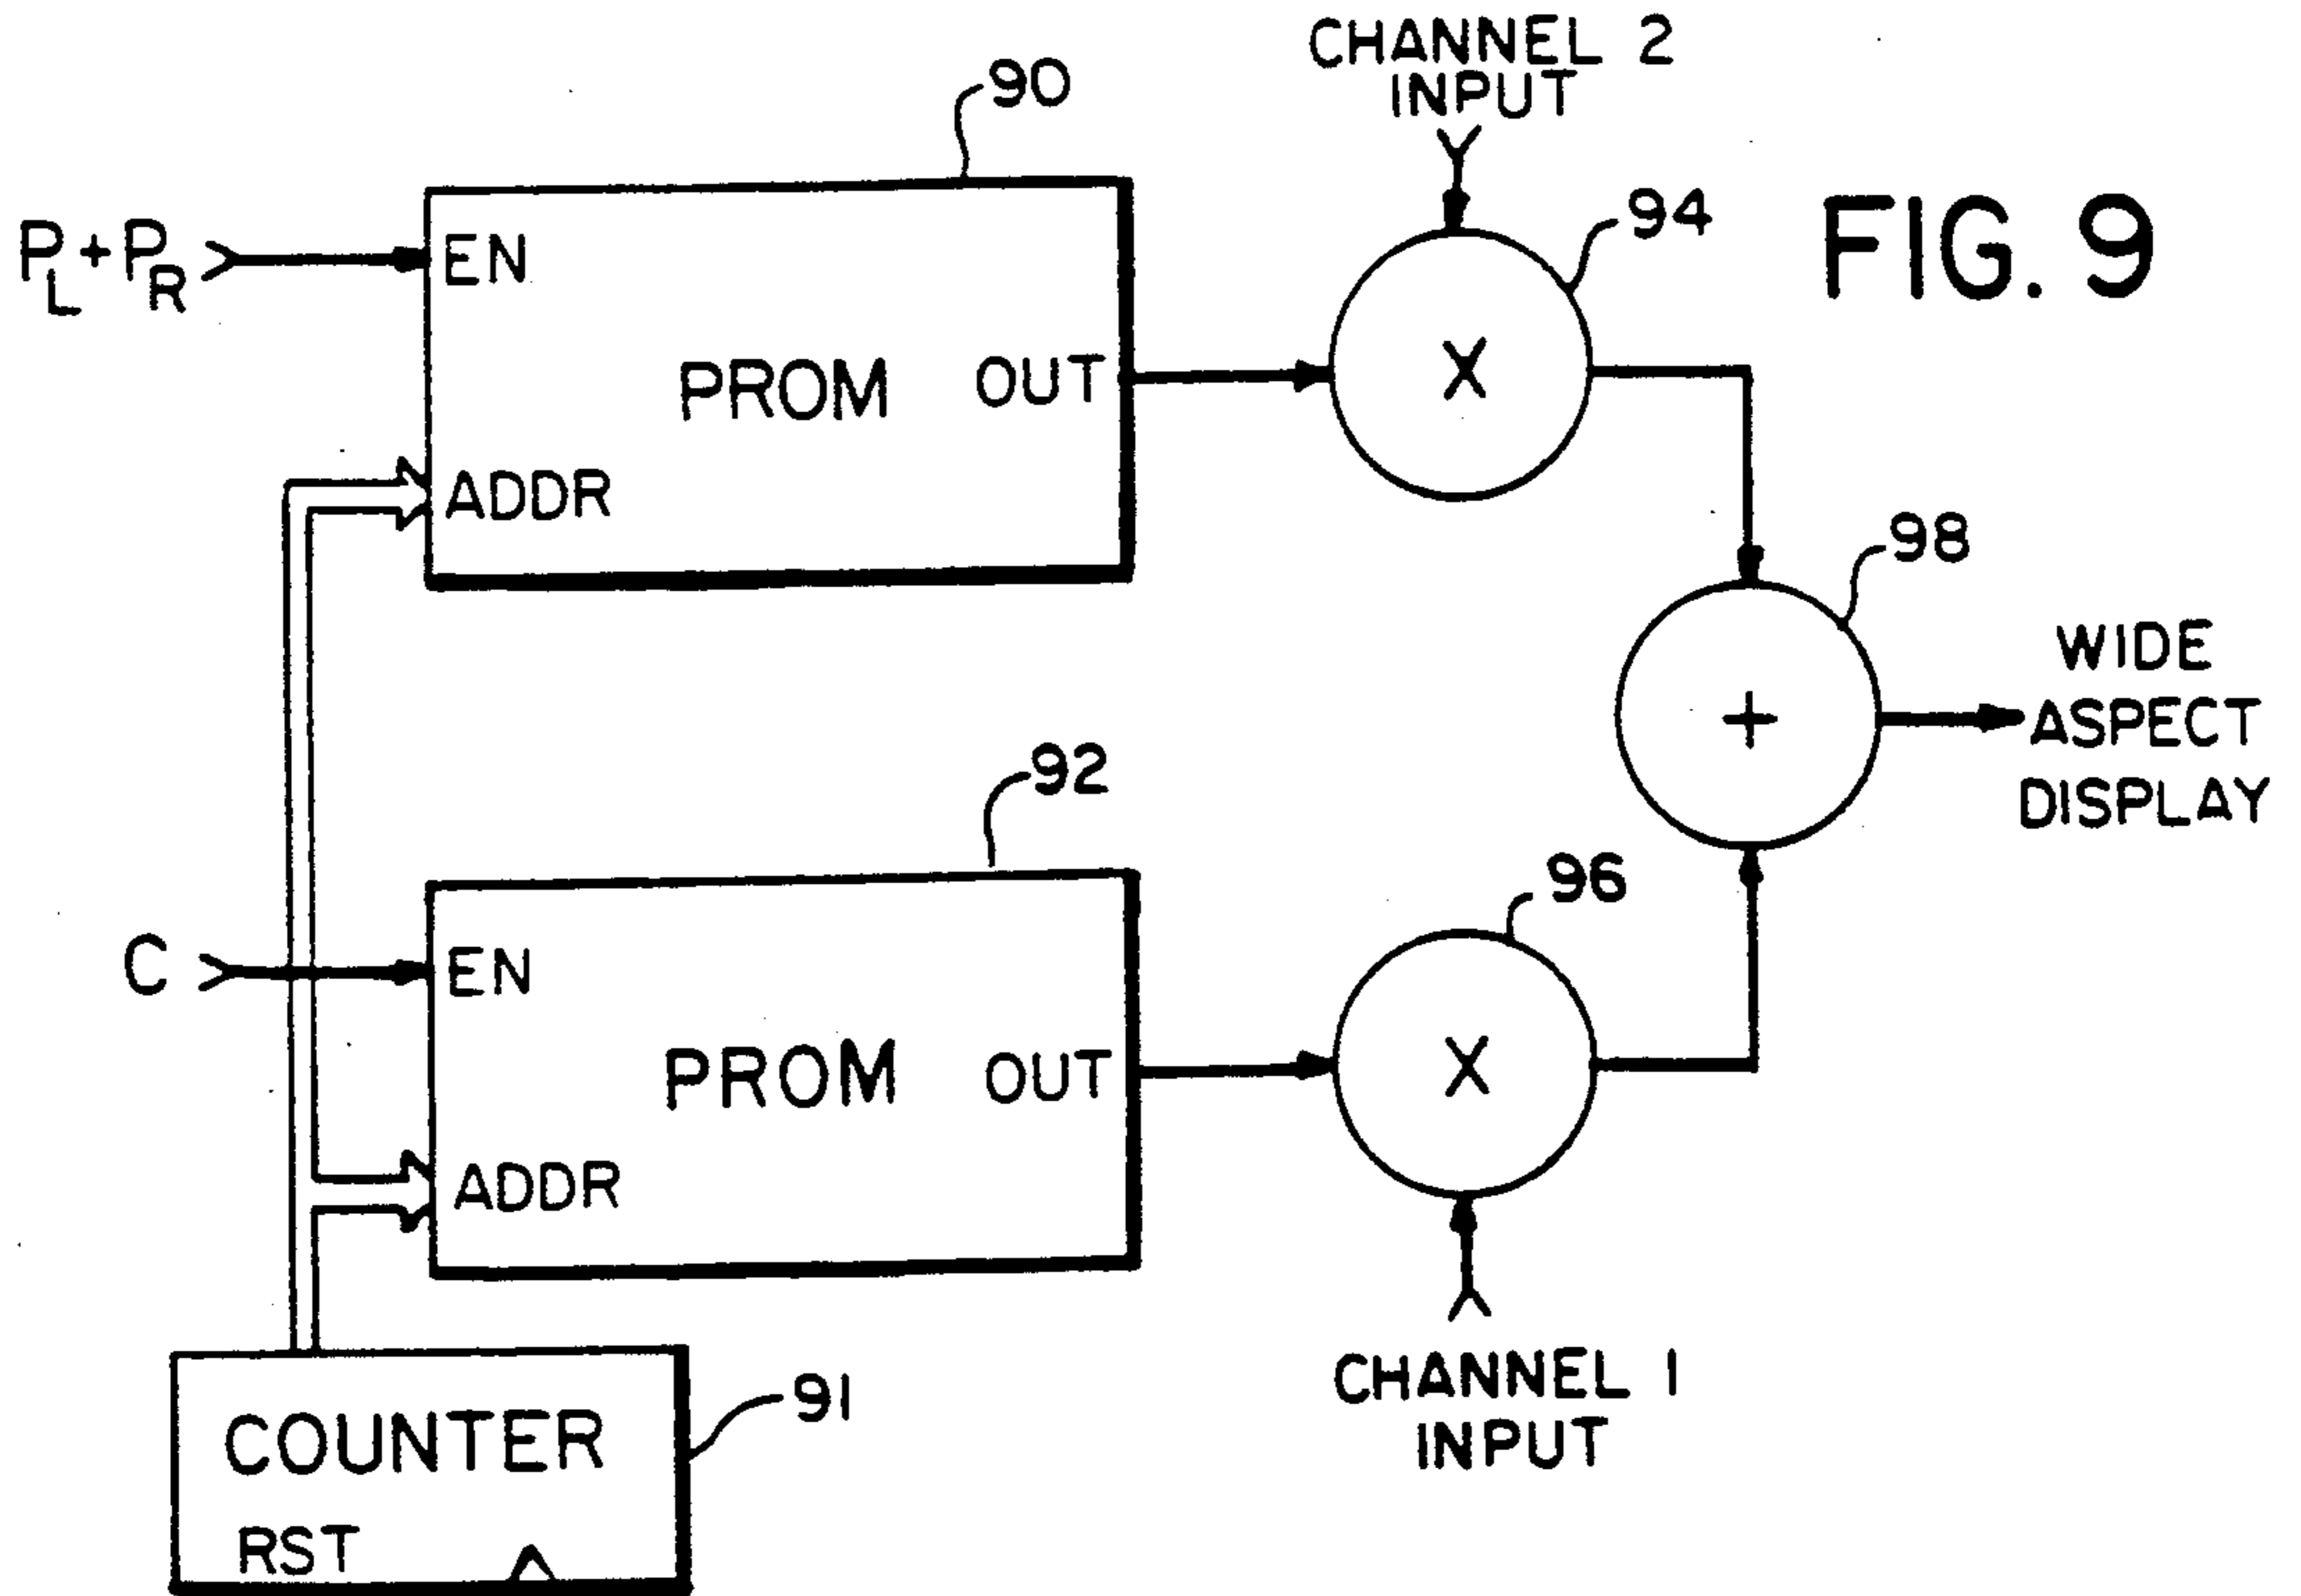 CHANNEL 2
INPUT
90
94
FIG. 9
PL+PR
EN
PROM
OUT
X
ADDR
98
WIDE
ASPECT
DISPLAY
+
92
96
C
EN
PROM
OUT
X
ADDR
CHANNEL 1
INPUT
91
COUNTER
RST